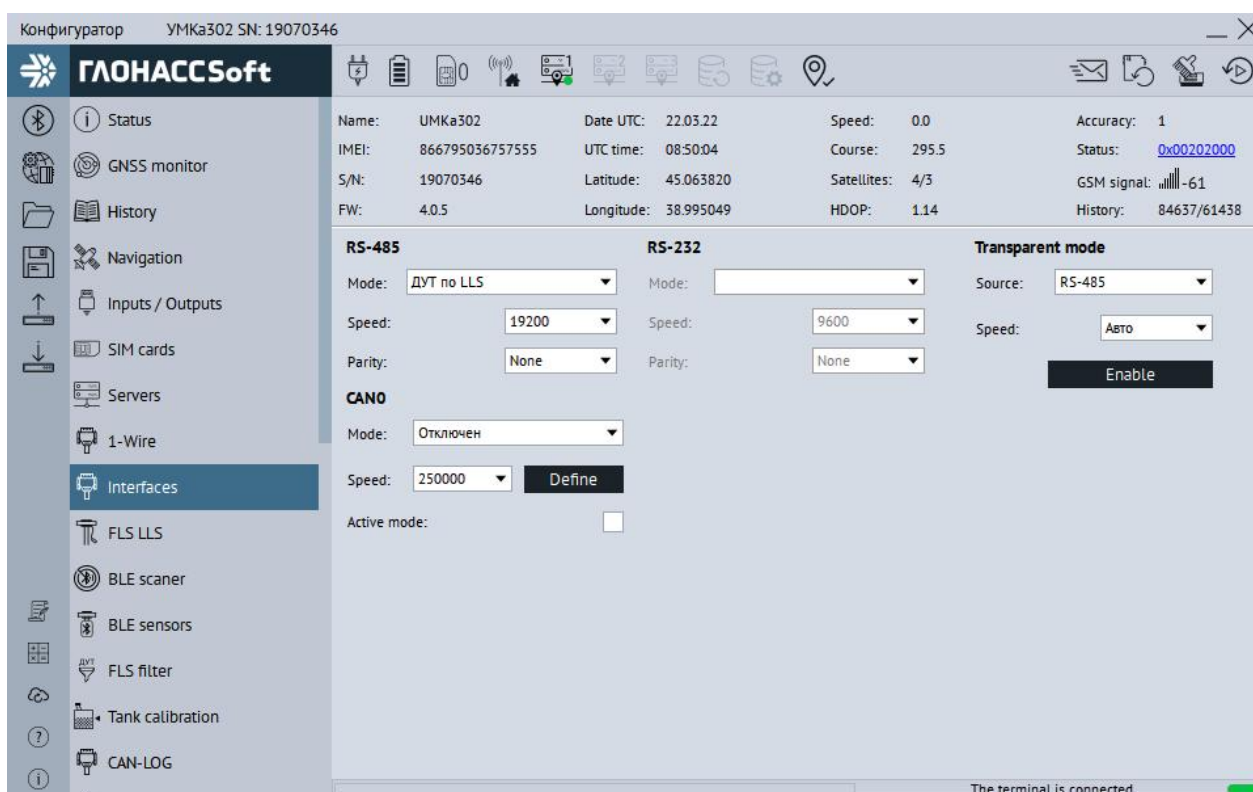 Конфигуратор УМКа302 SN: 19070346
ГЛОНАССSoft
0
1
2
3
Status
GNSS monitor
History
Navigation
Inputs / Outputs
SIM cards
Servers
1-Wire
Interfaces
FLS LLS
BLE scaner
BLE sensors
FLS filter
Tank calibration
CAN-LOG
Name: UMKa302 Date UTC: 22.03.22 Speed: 0.0 Accuracy: 1
IMEI: 866795036757555 UTC time: 08:50:04 Course: 295.5 Status: 0x00202000
S/N: 19070346 Latitude: 45.063820 Satellites: 4/3 GSM signal: -61
FW: 4.0.5 Longitude: 38.995049 HDOP: 1.14 History: 84637/61438
RS-485 RS-232 Transparent mode
Mode: ДУТ по LLS Mode: Source: RS-485
Speed: 19200 Speed: 9600 Speed: Авто
Parity: None Parity: None Enable
CAN0
Mode: Отключен
Speed: 250000 Define
Active mode:
The terminal is connected